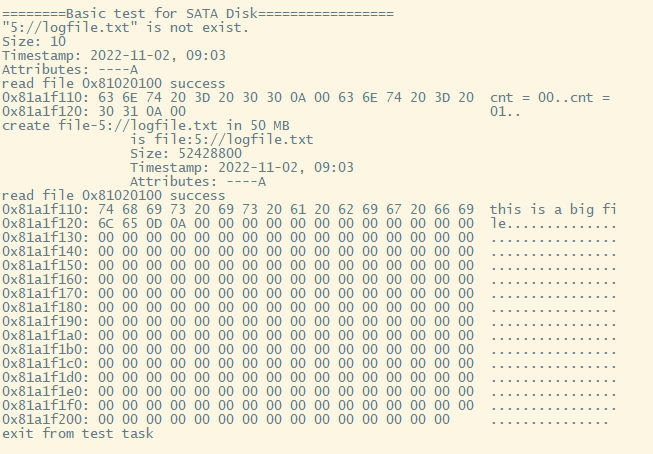 ========Basic test for SATA Disk=================
"5://logfile.txt" is not exist.
Size: 10
Timestamp: 2022-11-02, 09:03
Attributes: ----A
read file 0x81020100 success
0x81a1f110: 63 6E 74 20 3D 20 30 30 0A 00 63 6E 74 20 3D 20  cnt = 00..cnt =
0x81a1f120: 30 31 0A 00                                      01..
create file-5://logfile.txt in 50 MB
                is file:5://logfile.txt
                Size: 52428800
                Timestamp: 2022-11-02, 09:03
                Attributes: ----A
read file 0x81020100 success
0x81a1f110: 74 68 69 73 20 69 73 20 61 20 62 69 67 20 66 69  this is a big fi
0x81a1f120: 6C 65 0D 0A 00 00 00 00 00 00 00 00 00 00 00 00  le..............
0x81a1f130: 00 00 00 00 00 00 00 00 00 00 00 00 00 00 00 00  ................
0x81a1f140: 00 00 00 00 00 00 00 00 00 00 00 00 00 00 00 00  ................
0x81a1f150: 00 00 00 00 00 00 00 00 00 00 00 00 00 00 00 00  ................
0x81a1f160: 00 00 00 00 00 00 00 00 00 00 00 00 00 00 00 00  ................
0x81a1f170: 00 00 00 00 00 00 00 00 00 00 00 00 00 00 00 00  ................
0x81a1f180: 00 00 00 00 00 00 00 00 00 00 00 00 00 00 00 00  ................
0x81a1f190: 00 00 00 00 00 00 00 00 00 00 00 00 00 00 00 00  ................
0x81a1f1a0: 00 00 00 00 00 00 00 00 00 00 00 00 00 00 00 00  ................
0x81a1f1b0: 00 00 00 00 00 00 00 00 00 00 00 00 00 00 00 00  ................
0x81a1f1c0: 00 00 00 00 00 00 00 00 00 00 00 00 00 00 00 00  ................
0x81a1f1d0: 00 00 00 00 00 00 00 00 00 00 00 00 00 00 00 00  ................
0x81a1f1e0: 00 00 00 00 00 00 00 00 00 00 00 00 00 00 00 00  ................
0x81a1f1f0: 00 00 00 00 00 00 00 00 00 00 00 00 00 00 00 00  ................
0x81a1f200: 00 00 00 00 00 00 00 00 00 00 00 00 00 00 00     ...............
exit from test task